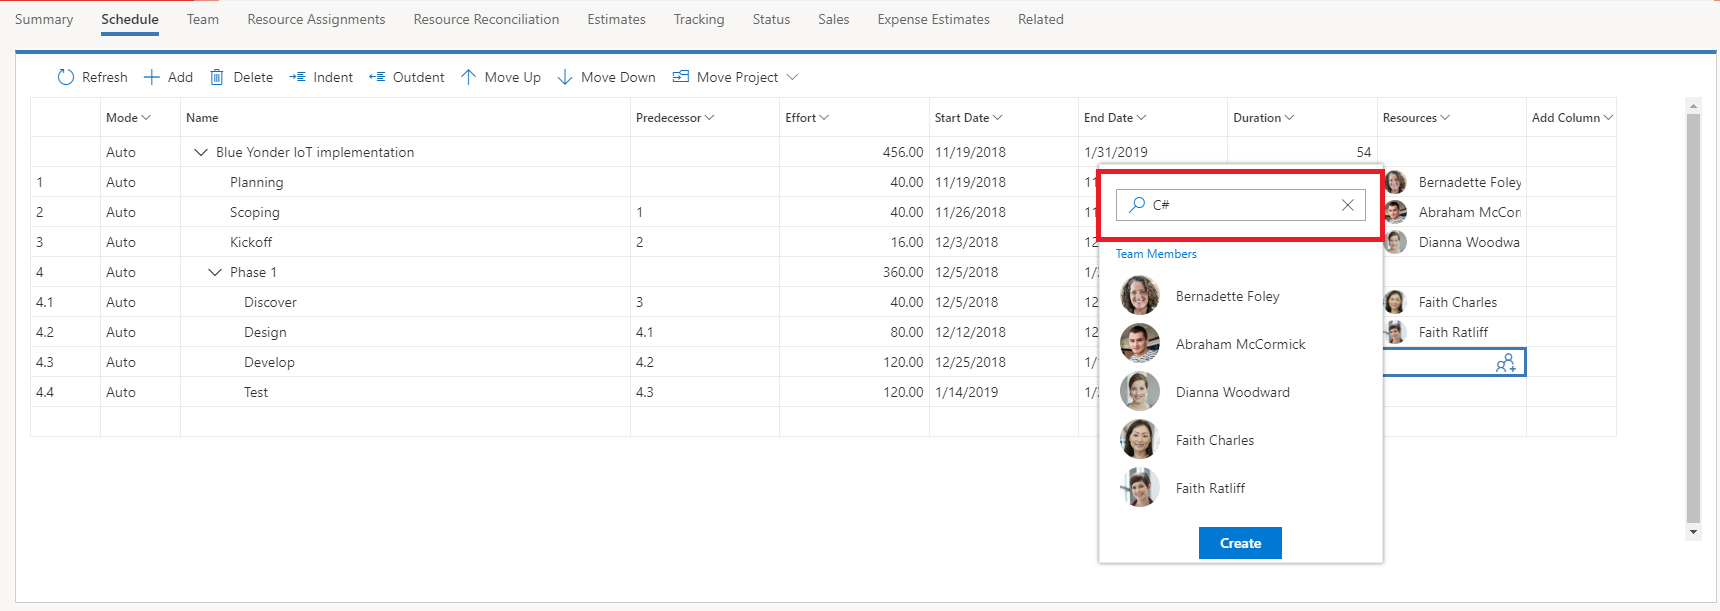 Summary Schedule Team Resource Assignments Resource Reconciliation Estimates Tracking Status Sales Expense Estimates Related
Refresh Add Delete Indent Outdent Move Up Move Down Move Project
Mode Name Predecessor Effort Start Date End Date Duration Resources Add Column
Auto Blue Yonder IoT implementation 456.00 11/19/2018 1/31/2019 54
1 Auto Planning 40.00 11/19/2018 11 Bernadette Foley
2 Auto Scoping 1 40.00 11/26/2018 11 Abraham McCor
3 Auto Kickoff 2 16.00 12/3/2018 12 Dianna Woodwa
4 Auto Phase 1 360.00 12/5/2018 1/
4.1 Auto Discover 3 40.00 12/5/2018 12 Faith Charles
4.2 Auto Design 4.1 80.00 12/12/2018 12 Faith Ratliff
4.3 Auto Develop 4.2 120.00 12/25/2018 1/
4.4 Auto Test 4.3 120.00 1/14/2019 1/
C#
Team Members
Bernadette Foley
Abraham McCormick
Dianna Woodward
Faith Charles
Faith Ratliff
Create